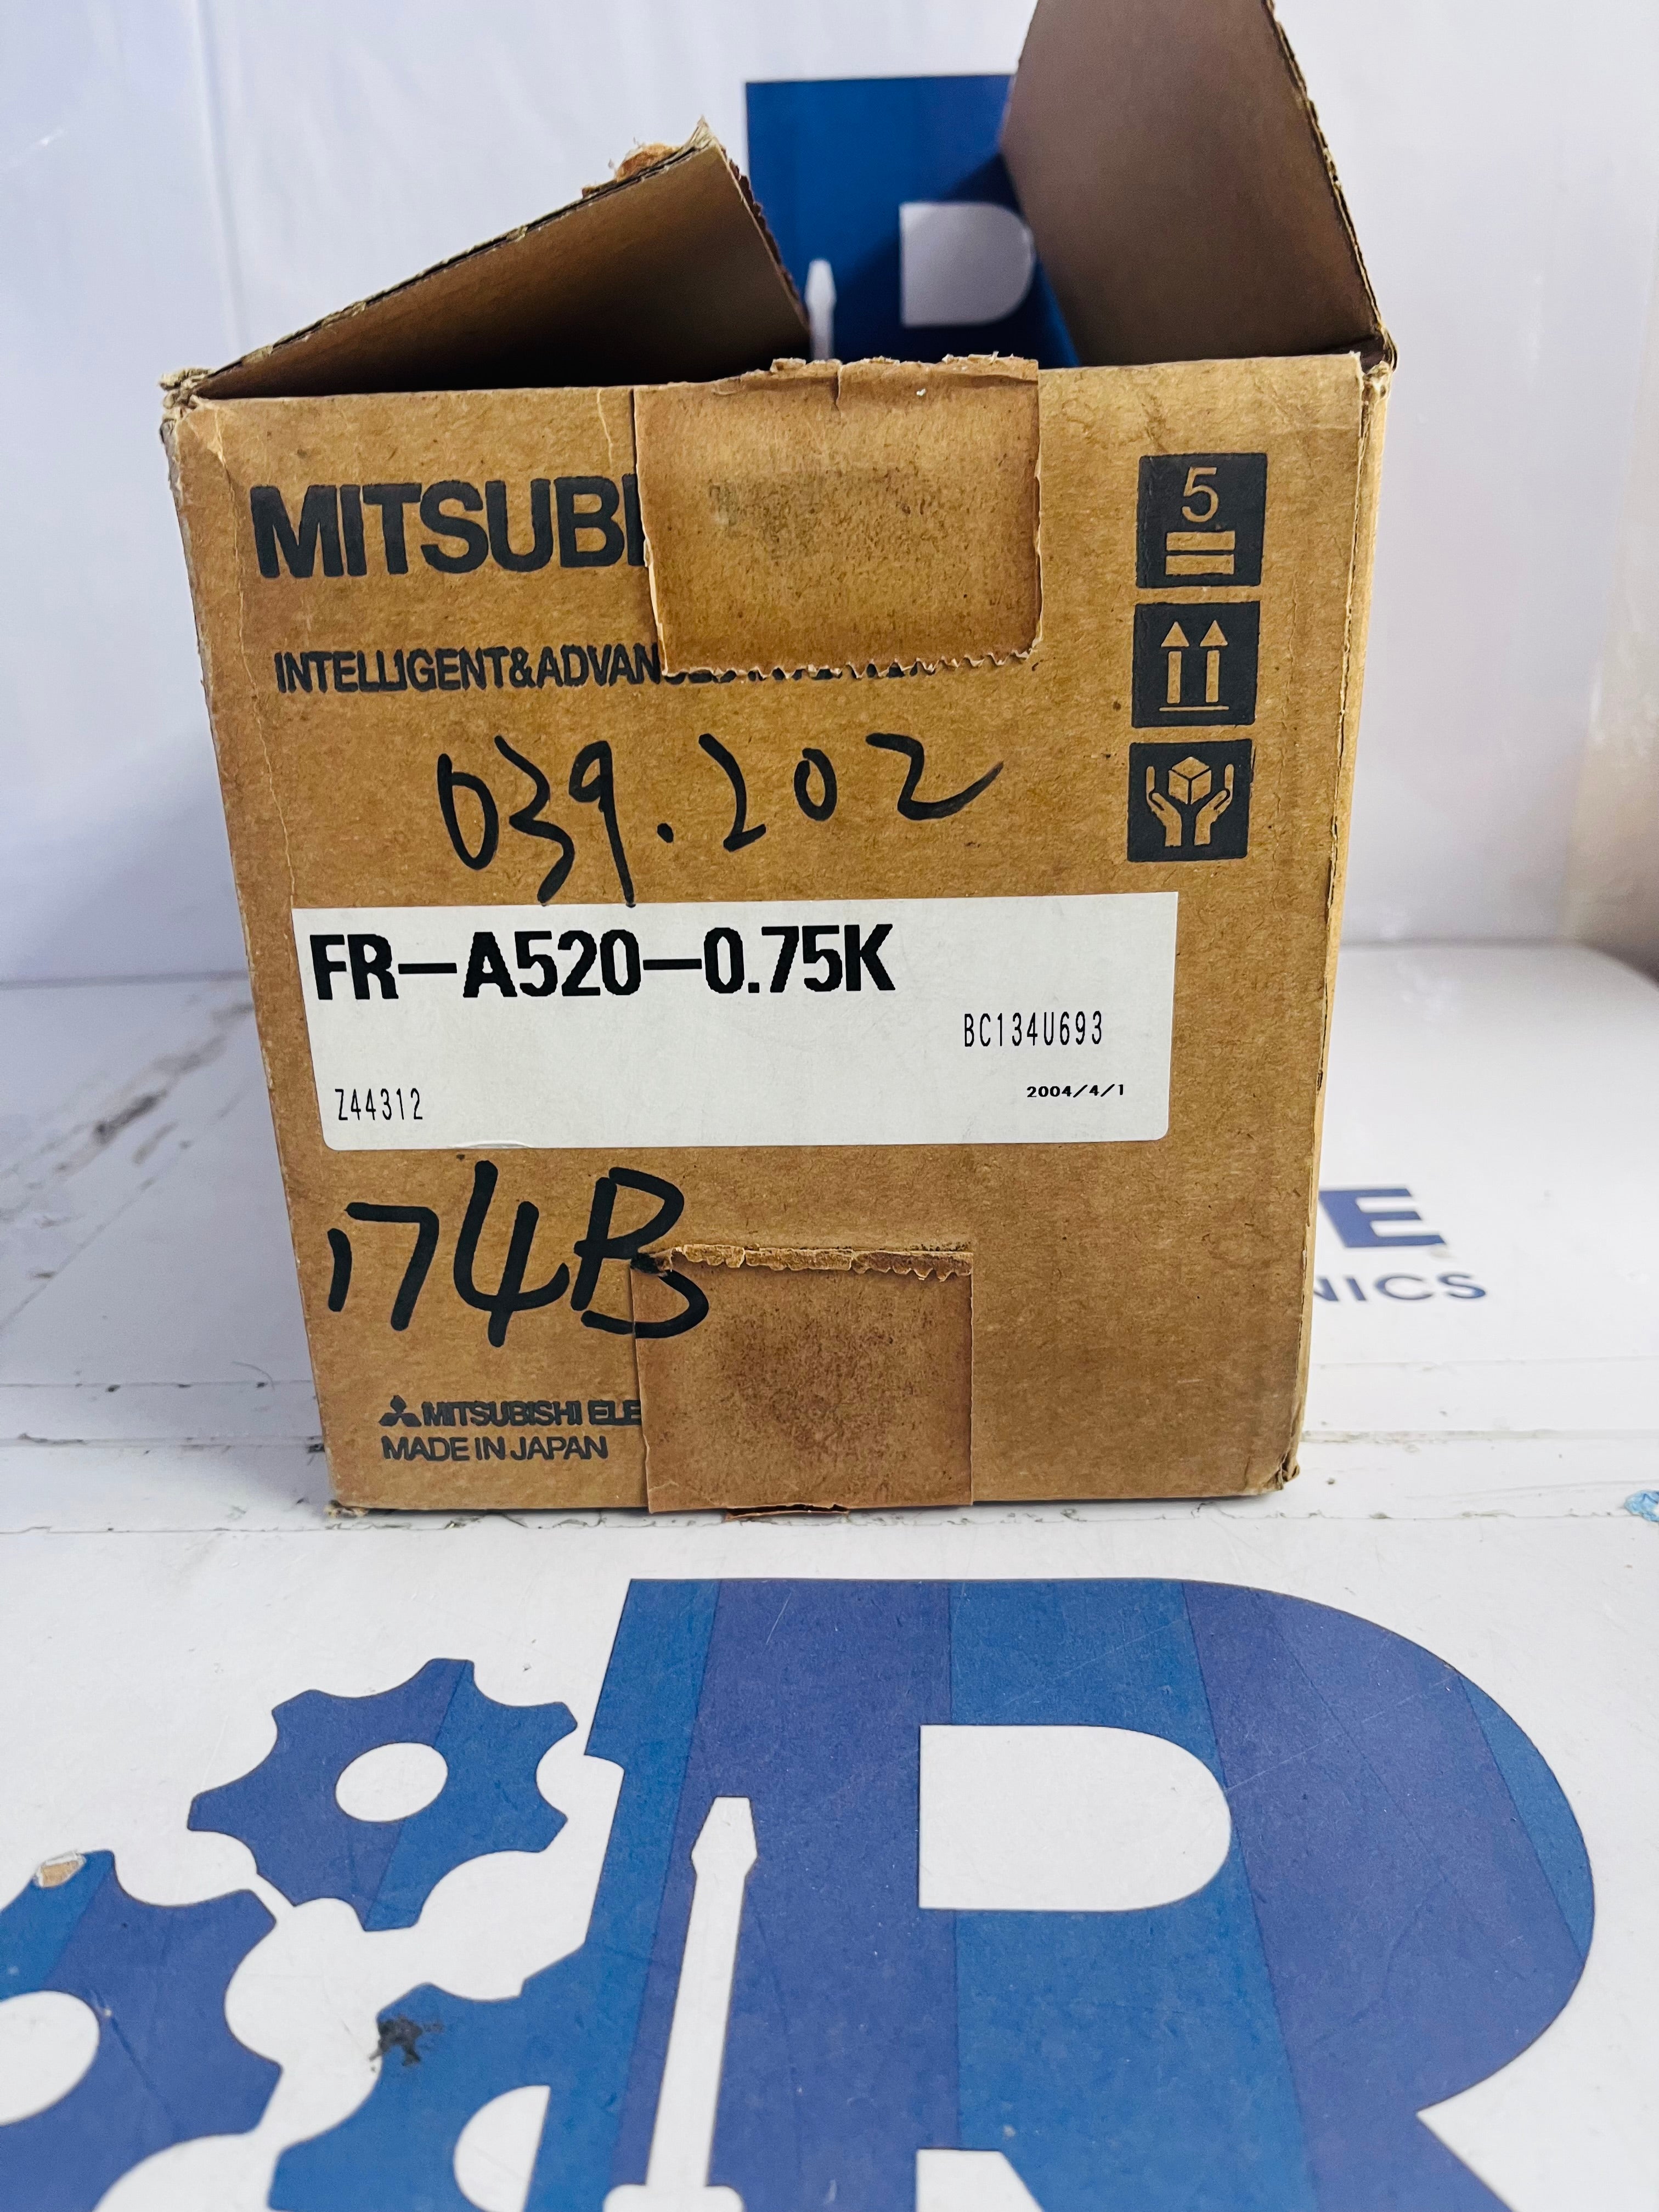 MITSUBI
5
INTELLIGENT&ADVAN
039.202
FR-A520-0.75K
BC134U693
Z44312
2004/4/1
174B
MITSUBISHI ELE
MADE IN JAPAN
E
NICS
R